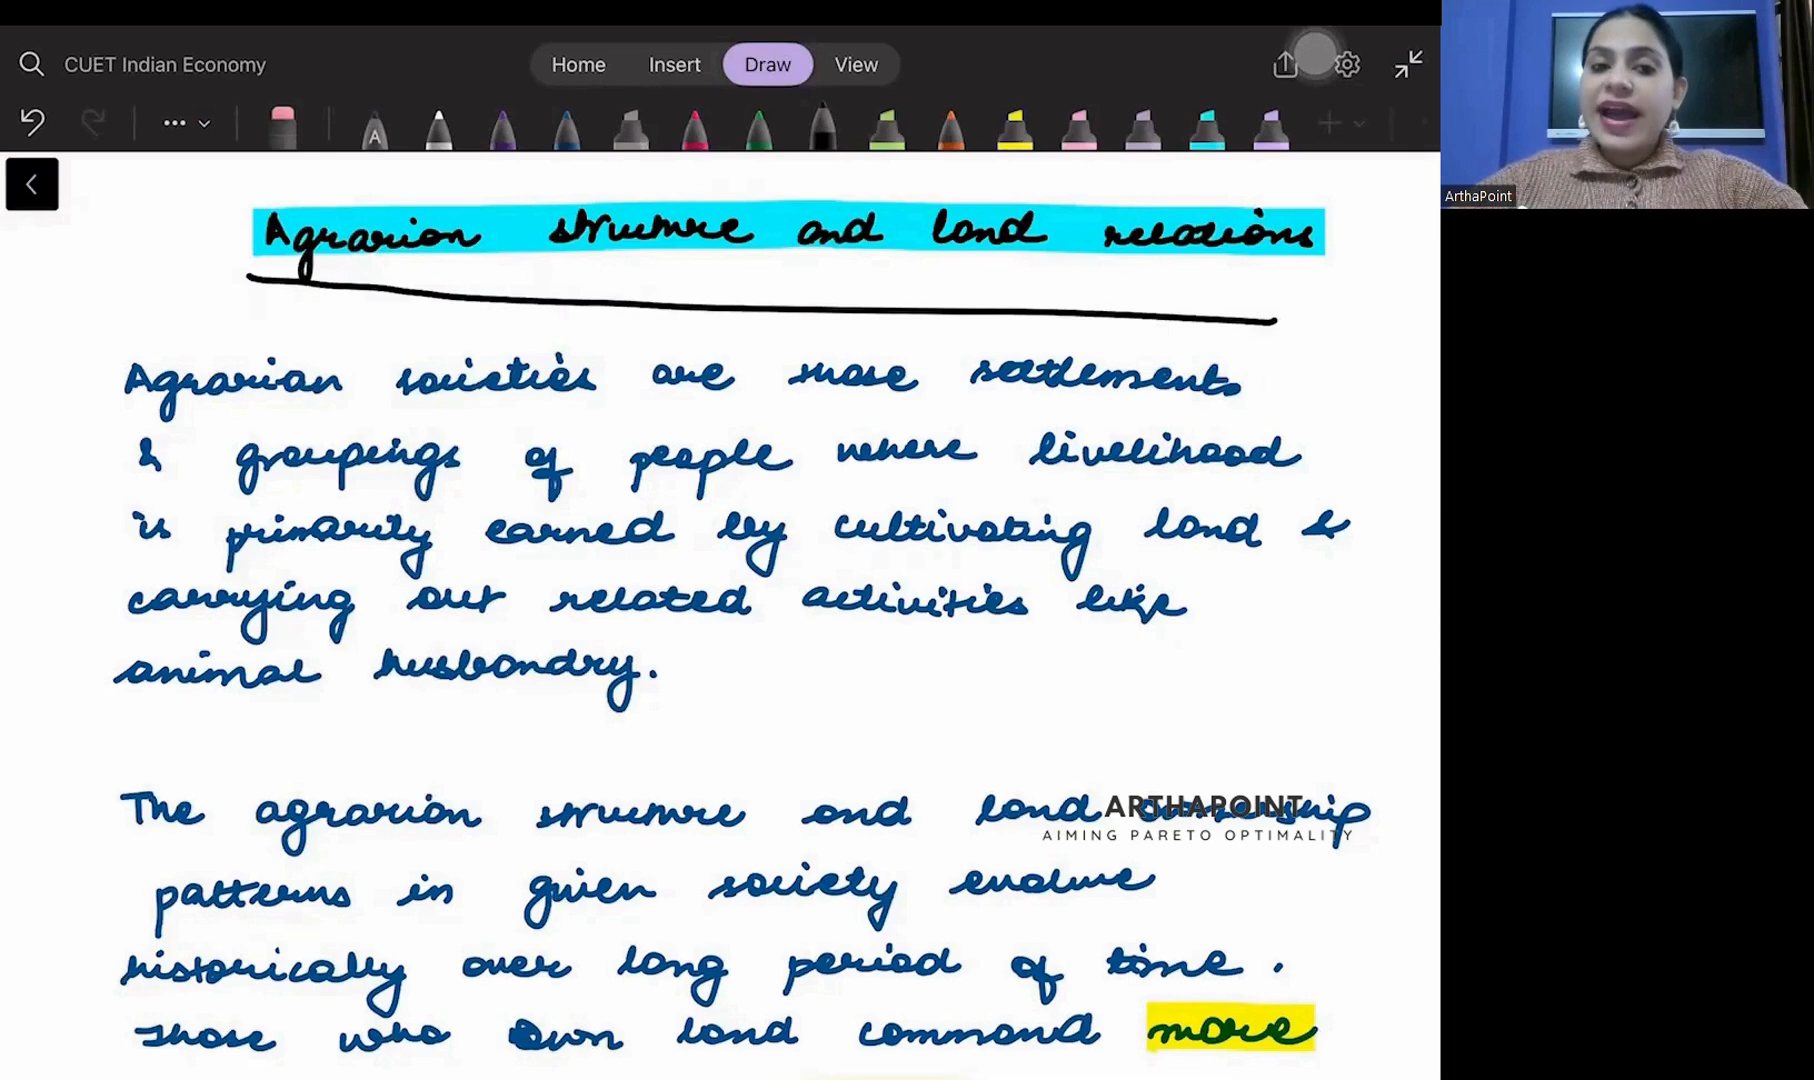 CUET Indian Economy
Home Insert Draw View
A
ArthaPoint
Agrarian structure and land relations
Agrarian societies are those settlements
& groupings of people where livelihood
is primarily earned by cultivating land &
carrying out related activities like
animal husbandry.
The agrarian structure and land ownership
ARTHAPOINT
AIMING PARETO OPTIMALITY
patterns in given society evolve
historically over long period of time.
Those who own land command more